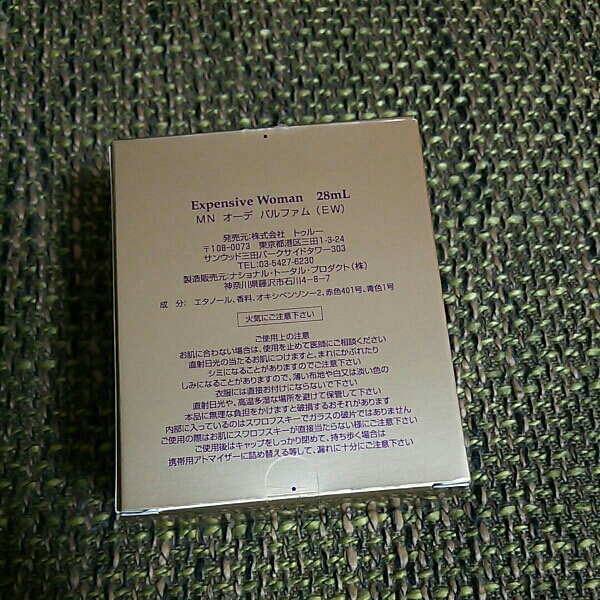 Expensive Woman 28mL
MN オーデ パルファム (EW)
発売元:株式会社 トゥルー
〒108-0073 東京都港区三田1-3-24
サンウッド三田パークサイドタワー303
TEL:03-5427-6230
製造販売元:ナショナル・トータル・プロダクト(株)
神奈川県藤沢市石川4-8-7
成 分: エタノール、香料、オキシベンゾン-2、赤色401号、青色1号
火気にご注意下さい
ご使用上の注意
お肌に合わない場合は、使用を止めて医師にご相談ください
直射日光の当たるお肌につけますと、まれにかぶれたり
シミになることがありますのでご注意下さい
しみになることがありますので、薄い布地や白又は淡い色の
衣服には直接お付けにならないで下さい
直射日光や、高温多湿な場所を避けて保管して下さい
本品に無理な負担をかけますと破損するおそれがあります
内部に入っているのはスワロフスキーでガラスの破片ではありません
ご使用の際はお肌にスワロフスキーが直接当たらない様にご注意下さい
ご使用後はキャップをしっかり閉めて、持ち歩く場合は
携帯用アトマイザーに詰め替える等して、漏れに十分にご注意下さい